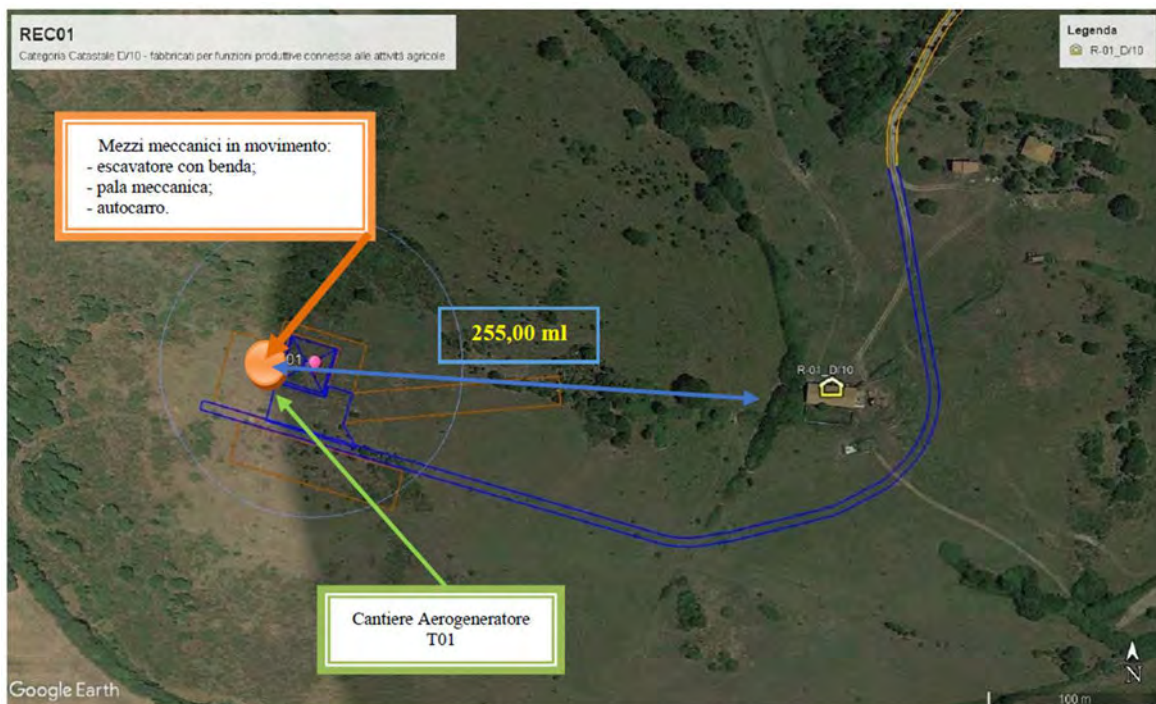 REC01
Categoria Catastale D/10 - fabbricati per funzioni produttive connesse alle attività agricole
Legenda
R-01_D/10
Mezzi meccanici in movimento:
- escavatore con benda;
- pala meccanica;
- autocarro.
255,00 ml
01
R-01_D/10
Cantiere Aerogeneratore
T01
N
Google Earth
100 m